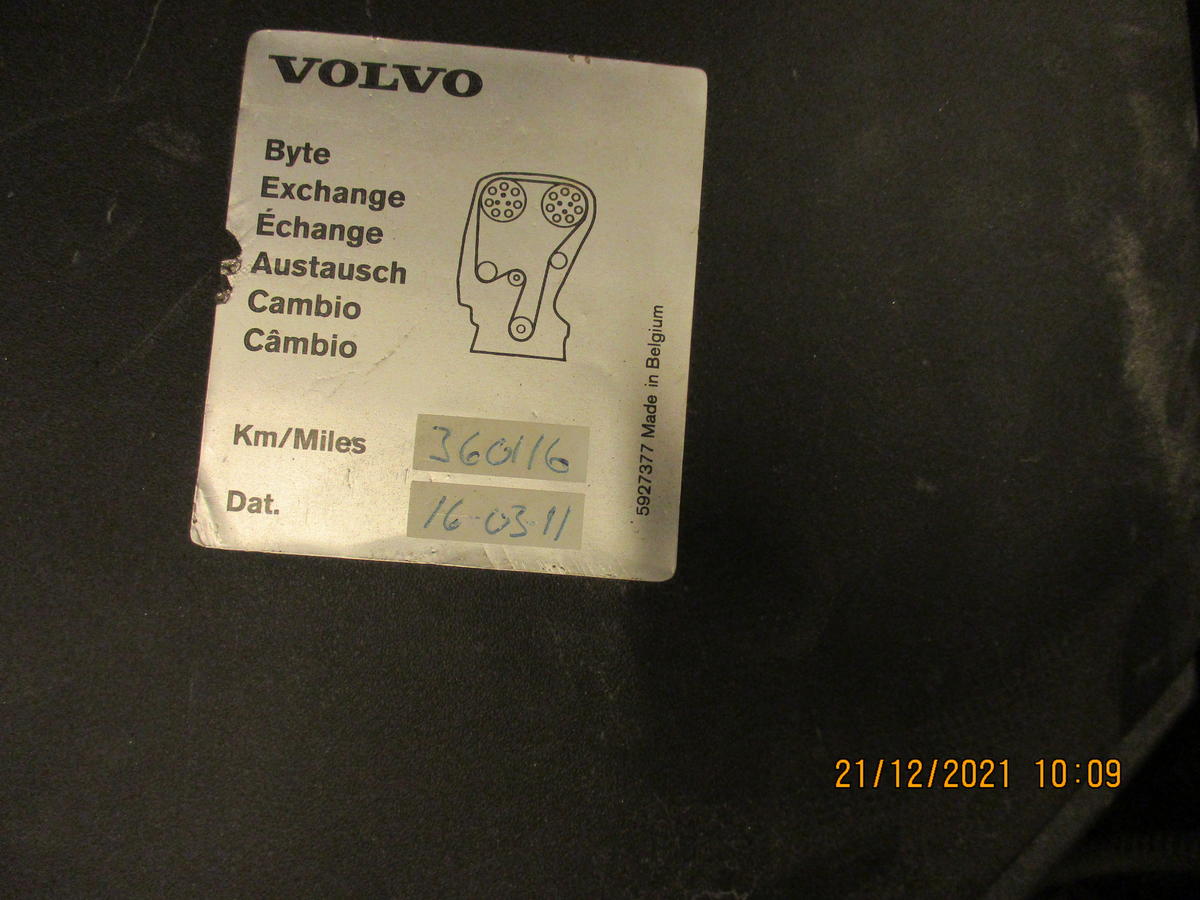 VOLVO
Byte
Exchange
Échange
Austausch
Cambio
Câmbio
Km/Miles 360116
Dat. 16-03-11
5927377 Made in Belgium
21/12/2021 10:09